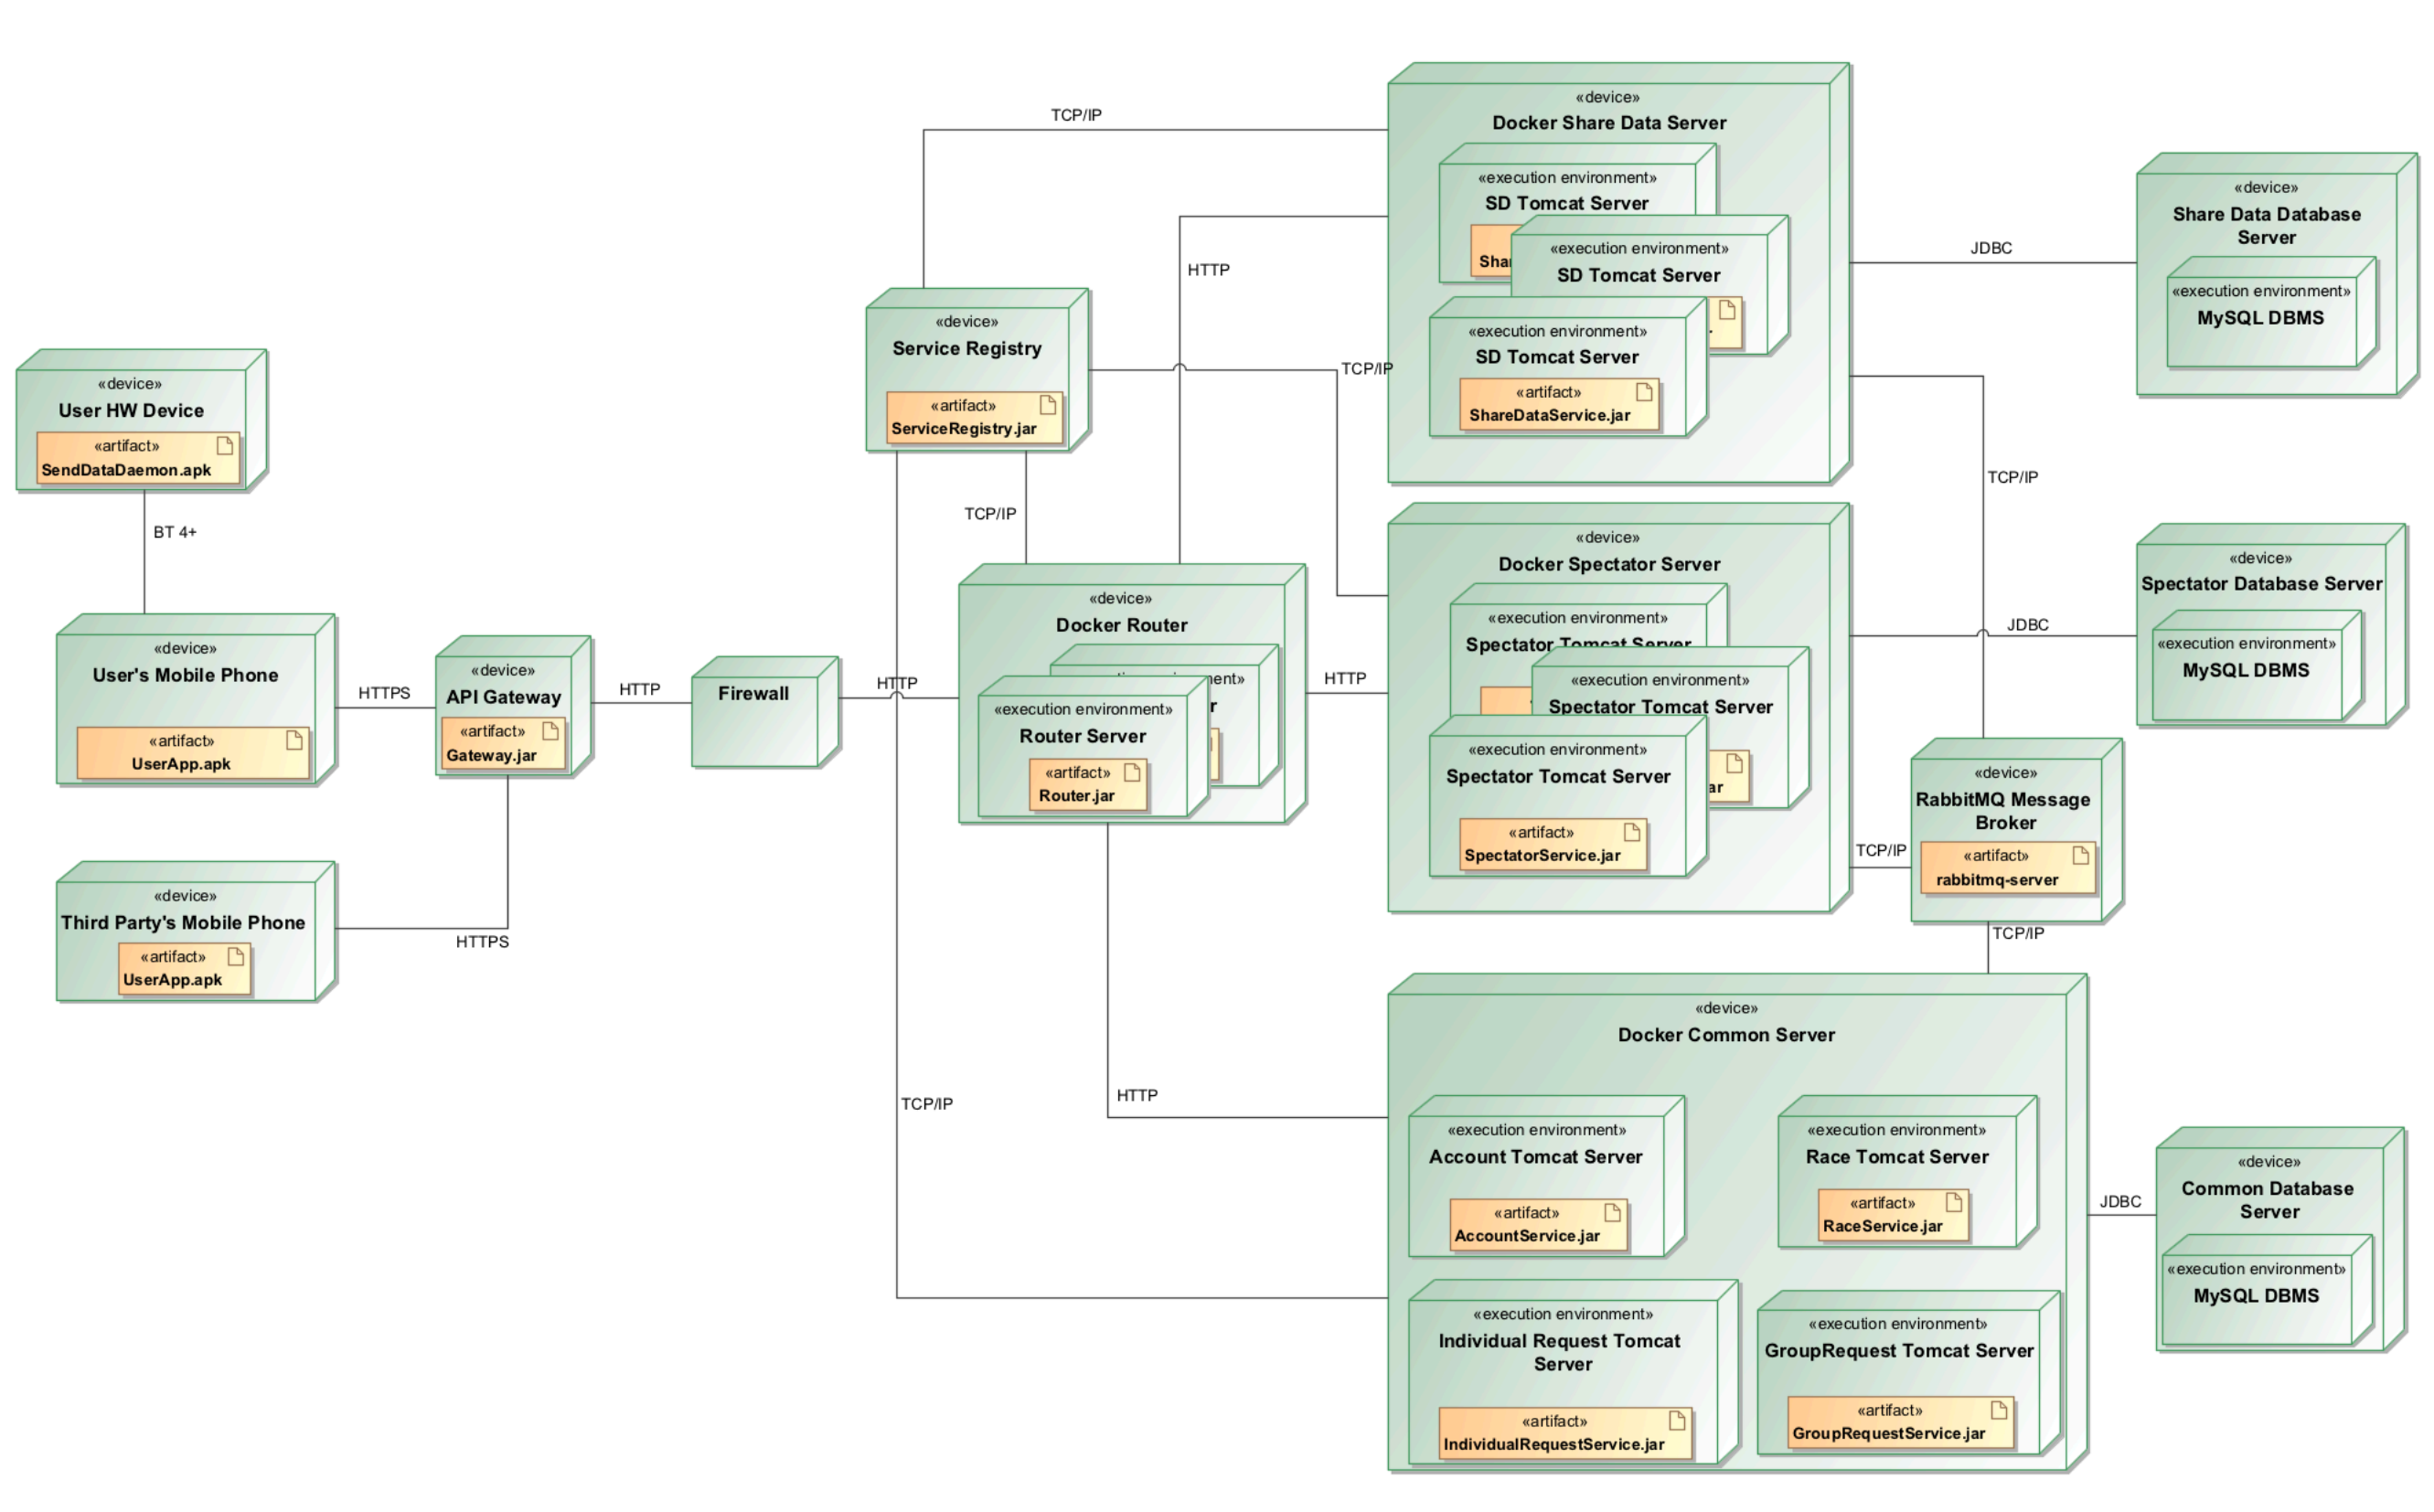 TCP/IP
«device»
Docker Share Data Server
«execution environment»
SD Tomcat Server
«execution environment»
SD Tomcat Server
«execution environment»
SD Tomcat Server
«artifact»
ShareDataService.jar
«device»
Share Data Database
Server
«execution environment»
MySQL DBMS
JDBC
HTTP
«device»
Service Registry
«artifact»
ServiceRegistry.jar
TCP/IP
«device»
User HW Device
«artifact»
SendDataDaemon.apk
BT 4+
TCP/IP
TCP/IP
«device»
User's Mobile Phone
«artifact»
UserApp.apk
HTTPS
«device»
API Gateway
«artifact»
Gateway.jar
HTTP
Firewall
HTTP
«device»
Docker Router
«execution environment»
Router Server
«artifact»
Router.jar
HTTP
«device»
Docker Spectator Server
«execution environment»
Spectator Tomcat Server
«execution environment»
Spectator Tomcat Server
ar
«execution environment»
Spectator Tomcat Server
«artifact»
SpectatorService.jar
«device»
Spectator Database Server
«execution environment»
MySQL DBMS
JDBC
«device»
RabbitMQ Message
Broker
«artifact»
rabbitmq-server
TCP/IP
TCP/IP
«device»
Third Party's Mobile Phone
«artifact»
UserApp.apk
HTTPS
TCP/IP
HTTP
«device»
Docker Common Server
«execution environment»
Account Tomcat Server
«artifact»
AccountService.jar
«execution environment»
Race Tomcat Server
«artifact»
RaceService.jar
«execution environment»
Individual Request Tomcat
Server
«artifact»
IndividualRequestService.jar
«execution environment»
GroupRequest Tomcat Server
«artifact»
GroupRequestService.jar
JDBC
«device»
Common Database
Server
«execution environment»
MySQL DBMS